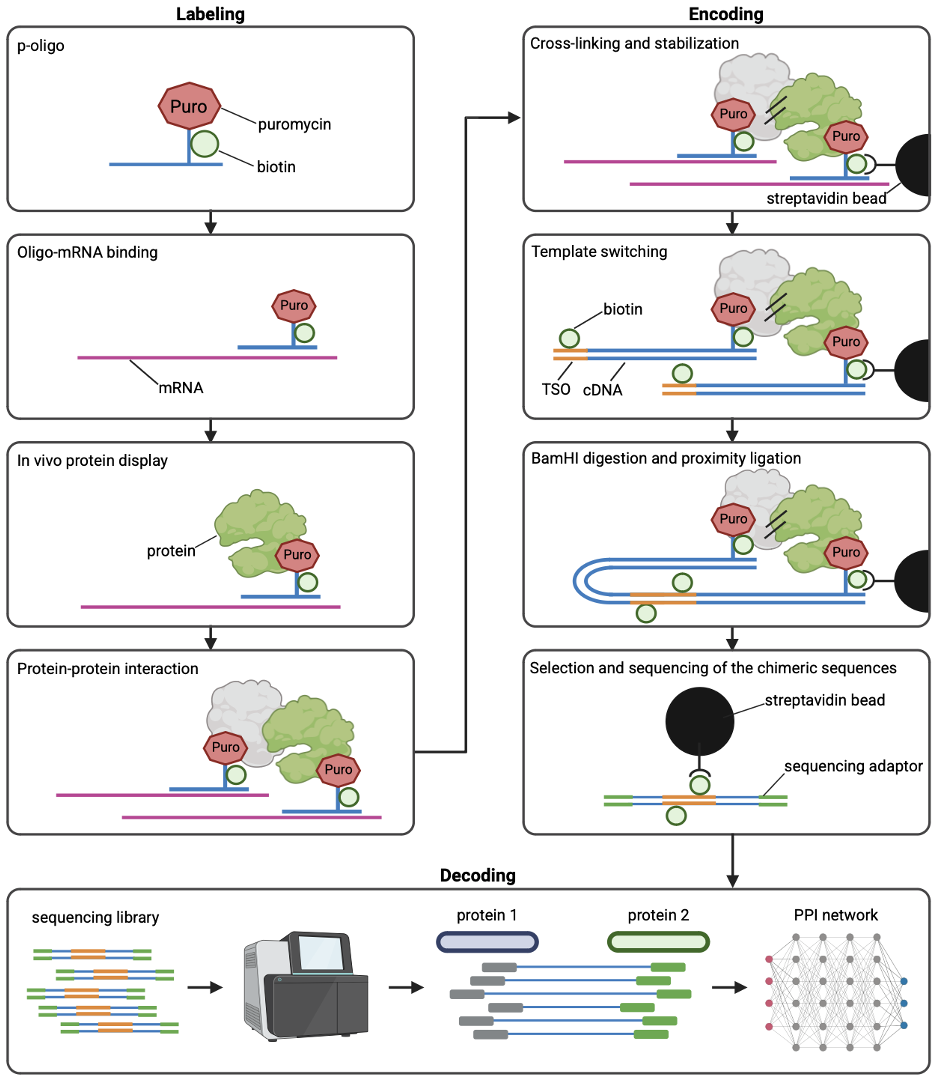 Labeling
p-oligo
Puro
puromycin
biotin
Oligo-mRNA binding
Puro
mRNA
In vivo protein display
protein
Puro
Protein-protein interaction
Puro
Puro
Encoding
Cross-linking and stabilization
Puro
Puro
streptavidin bead
Template switching
biotin
Puro
Puro
TSO
cDNA
BamHI digestion and proximity ligation
Puro
Puro
Selection and sequencing of the chimeric sequences
streptavidin bead
sequencing adaptor
Decoding
sequencing library
protein 1
protein 2
PPI network